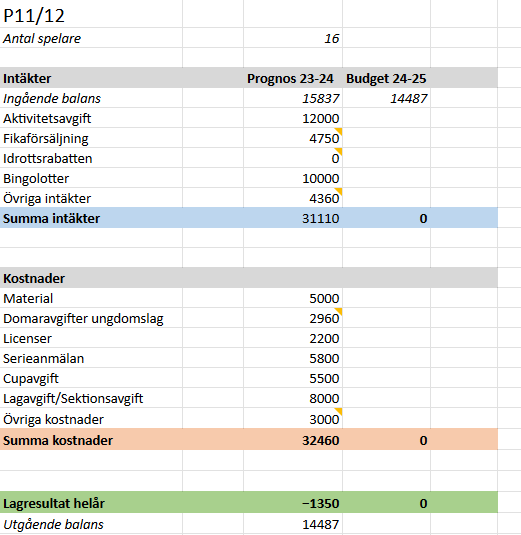 P11/12
Antal spelare 16
Intäkter Prognos 23-24 Budget 24-25
Ingående balans 15837 14487
Aktivitetsavgift 12000
Fikaförsäljning 4750
Idrottsrabatten 0
Bingolotter 10000
Övriga intäkter 4360
Summa intäkter 31110 0
Kostnader
Material 5000
Domaravgifter ungdomslag 2960
Licenser 2200
Serieanmälan 5800
Cupavgift 5500
Lagavgift/Sektionsavgift 8000
Övriga kostnader 3000
Summa kostnader 32460 0
Lagresultat helår −1350 0
Utgående balans 14487